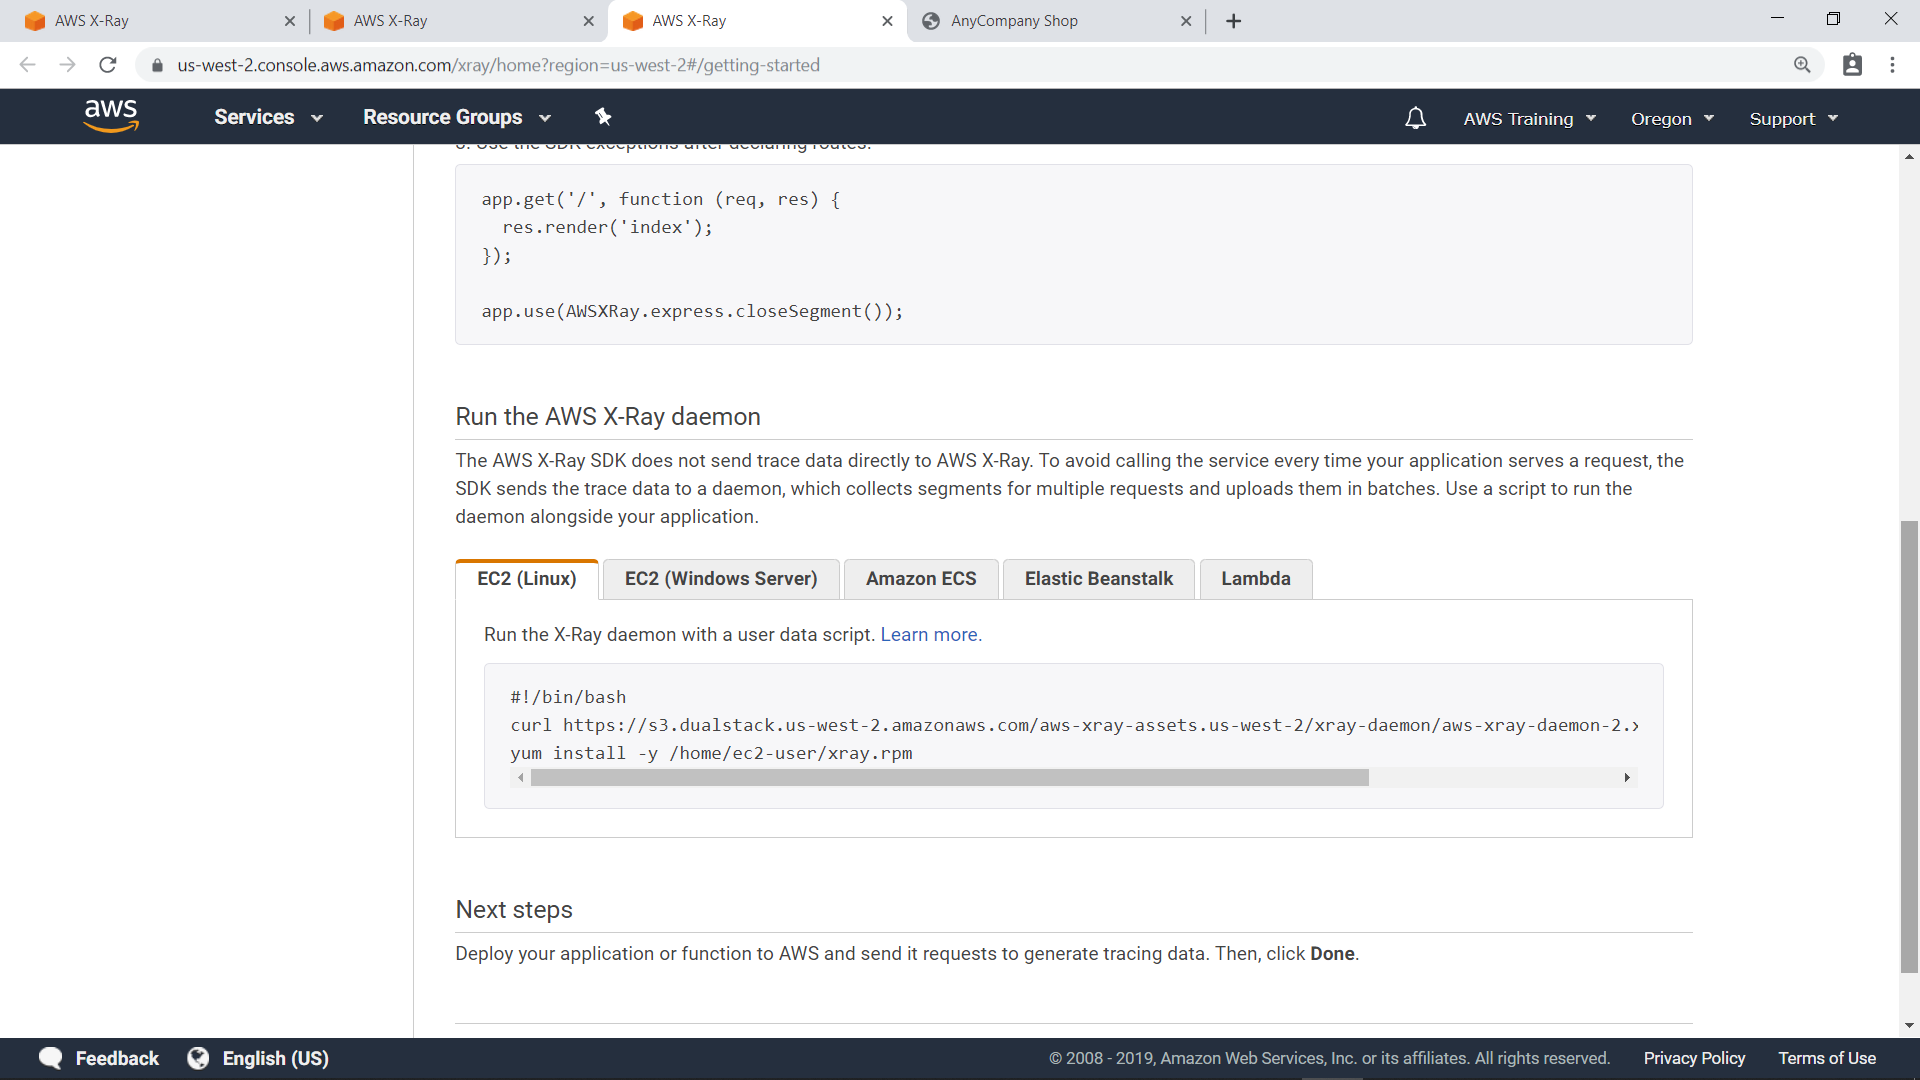 AWS X-Ray
AWS X-Ray
AWS X-Ray
AnyCompany Shop
us-west-2.console.aws.amazon.com/xray/home?region=us-west-2#/getting-started
aws
Services
Resource Groups
AWS Training
Oregon
Support
Use the SDK exceptions after declaring routes.
app.get('/', function (req, res) {
res.render('index');
});
app.use(AWSXRay.express.closeSegment());
Run the AWS X-Ray daemon
The AWS X-Ray SDK does not send trace data directly to AWS X-Ray. To avoid calling the service every time your application serves a request, the
SDK sends the trace data to a daemon, which collects segments for multiple requests and uploads them in batches. Use a script to run the
daemon alongside your application.
EC2 (Linux)
EC2 (Windows Server)
Amazon ECS
Elastic Beanstalk
Lambda
Run the X-Ray daemon with a user data script. Learn more.
#!/bin/bash
curl https://s3.dualstack.us-west-2.amazonaws.com/aws-xray-assets.us-west-2/xray-daemon/aws-xray-daemon-2.
yum install -y /home/ec2-user/xray.rpm
Next steps
Deploy your application or function to AWS and send it requests to generate tracing data. Then, click Done.
Feedback
English (US)
© 2008 - 2019, Amazon Web Services, Inc. or its affiliates. All rights reserved.
Privacy Policy
Terms of Use